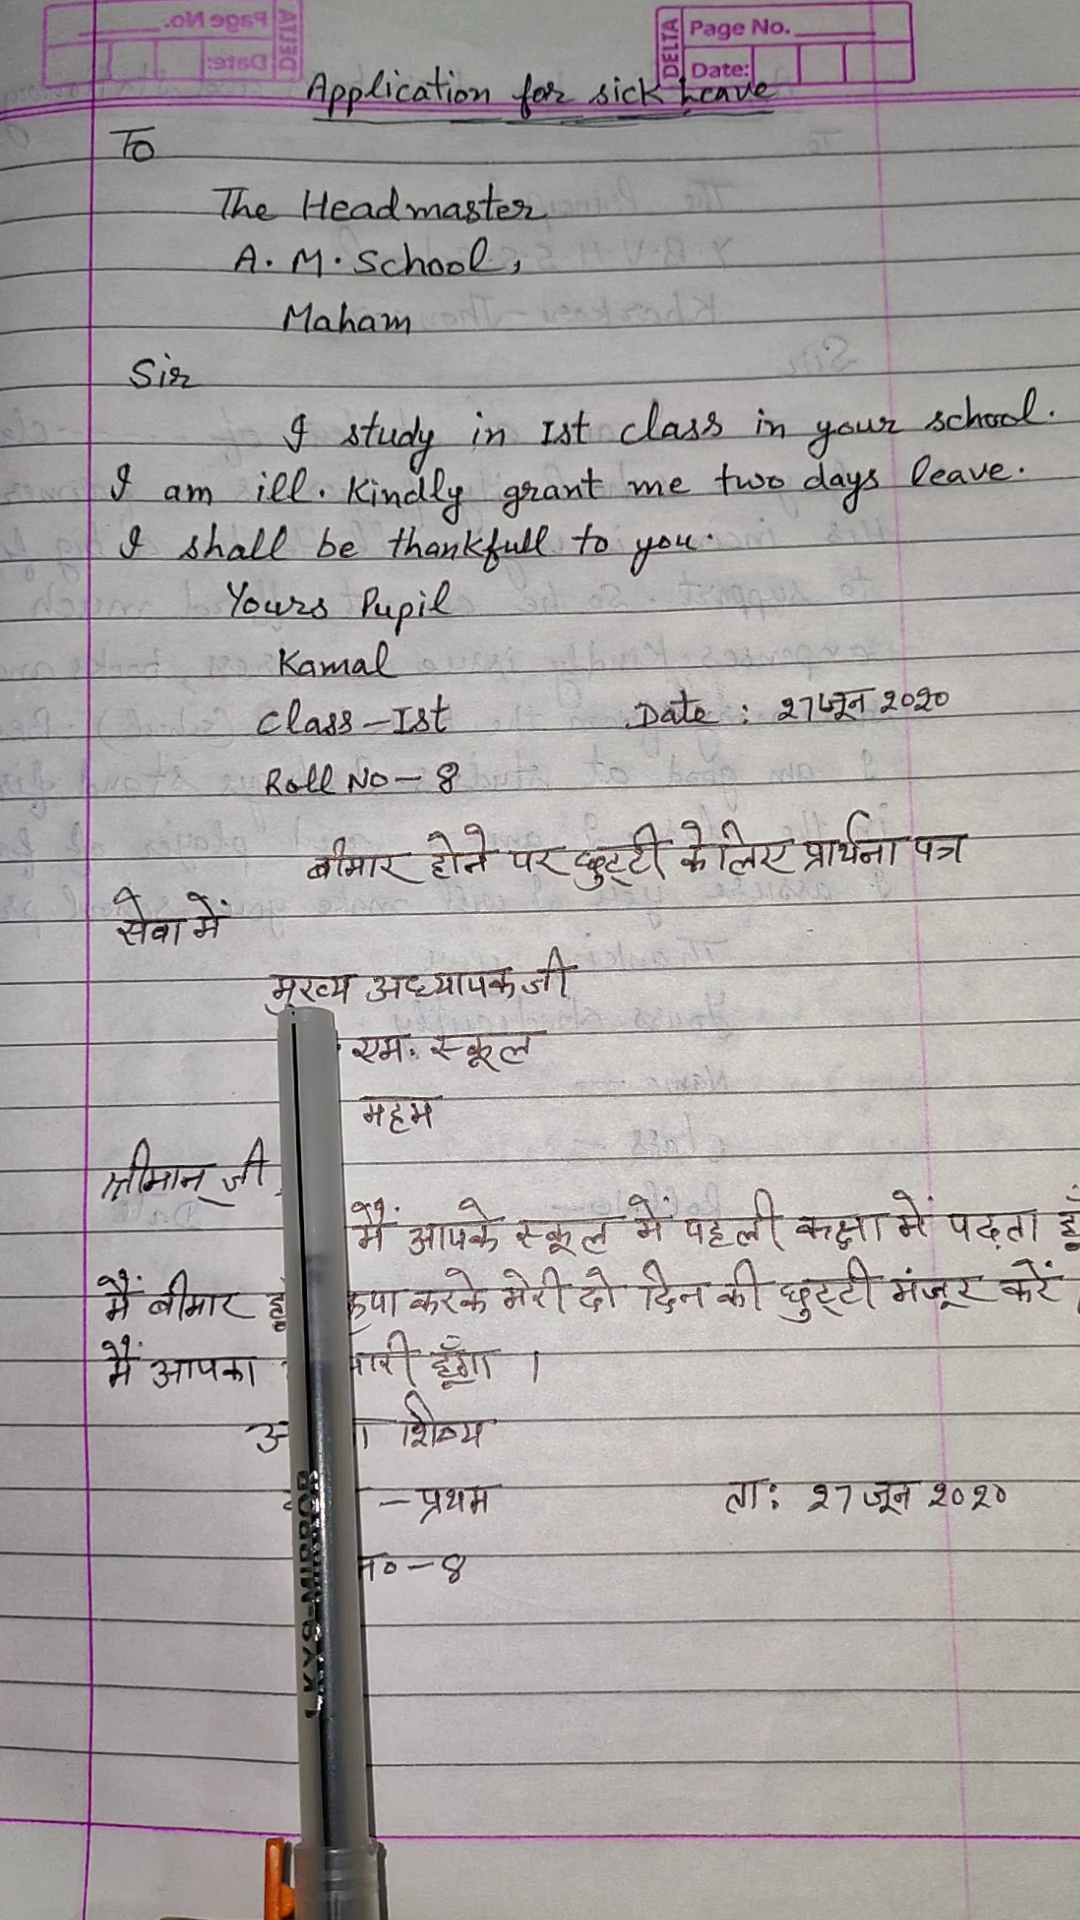 DELTA
Page No.
Date:
Application for sick Leave
To
The Headmaster
A. M. School,
Maham
Sir
I study in Ist class in your school.
I am ill. Kindly grant me two days leave.
I shall be thankfull to you.
Yours Pupil
Kamal
Class-Ist Date : 27 जून 2020
Roll No-8
बीमार होने पर छुट्टी के लिए प्रार्थना पत्र
सेवा में
मुख्य अध्यापक जी
एम. स्कूल
महम
श्रीमान् जी
मैं आपके स्कूल में पहली कक्षा में पढ़ता हूँ
मैं बीमार हूँ करके मेरी दो दिन की छुट्टी मंजूर करें।
मैं आपका हूँगा ।
शिष्य
-प्रथम ता: 27 जून 2020
-8